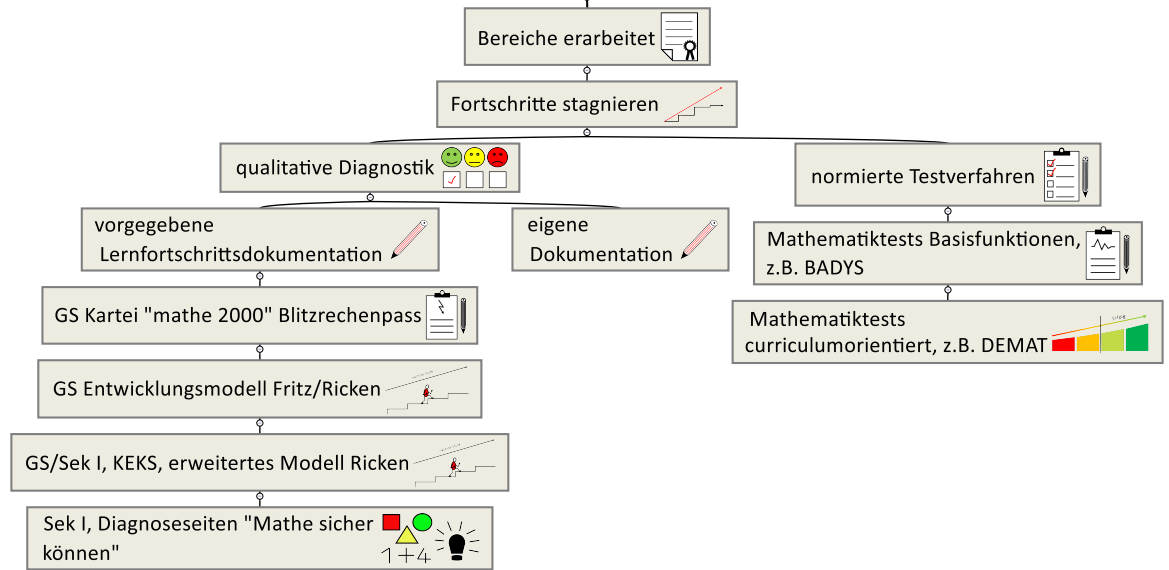 Bereiche erarbeitet
Fortschritte stagnieren
qualitative Diagnostik
normierte Testverfahren
vorgegebene
Lernfortschrittsdokumentation
eigene
Dokumentation
Mathematiktests Basisfunktionen,
z.B. BADYS
GS Kartei "mathe 2000" Blitzrechenpass
Mathematiktests
curriculumorientiert, z.B. DEMAT
GS Entwicklungsmodell Fritz/Ricken
GS/Sek I, KEKS, erweitertes Modell Ricken
Sek I, Diagnoseseiten "Mathe sicher
können"
1+4